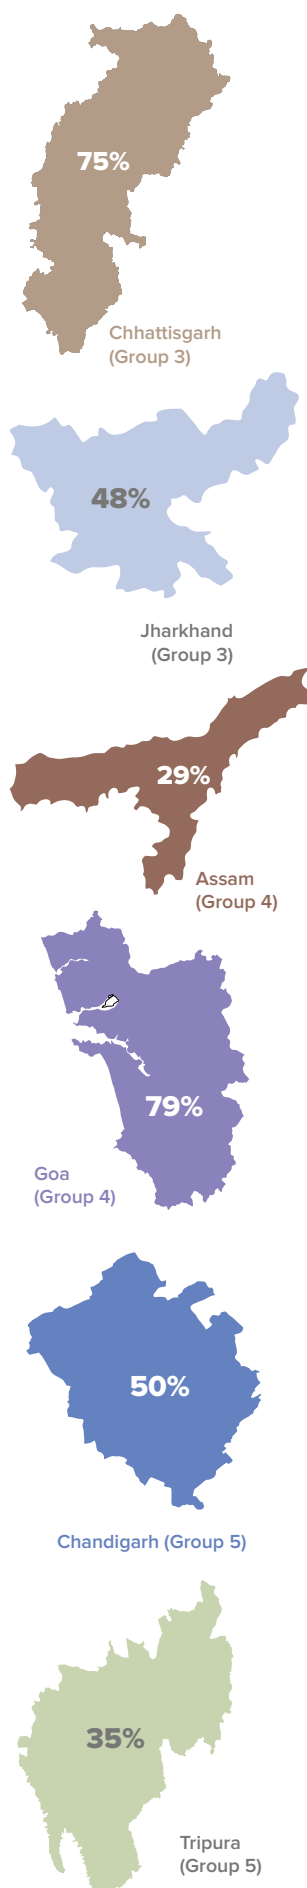 75%
Chhattisgarh
(Group 3)
48%
Jharkhand
(Group 3)
29%
Assam
(Group 4)
79%
Goa
(Group 4)
50%
Chandigarh (Group 5)
35%
Tripura
(Group 5)